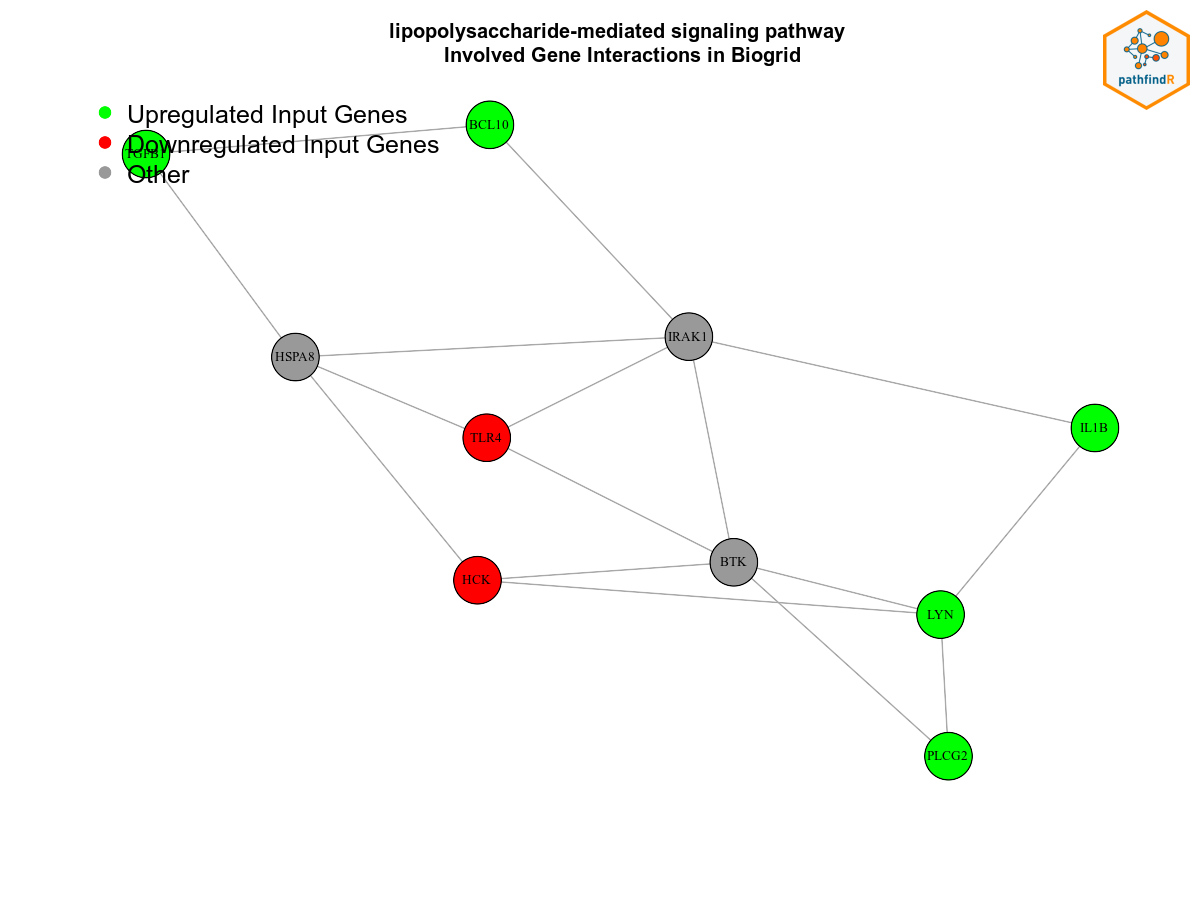 lipopolysaccharide-mediated signaling pathway
Involved Gene Interactions in Biogrid
pathfindR
Upregulated Input Genes
BCL10
Downregulated Input Genes
Other
IRAK1
HSPA8
IL1B
TLR4
BTK
HCK
LYN
PLCG2